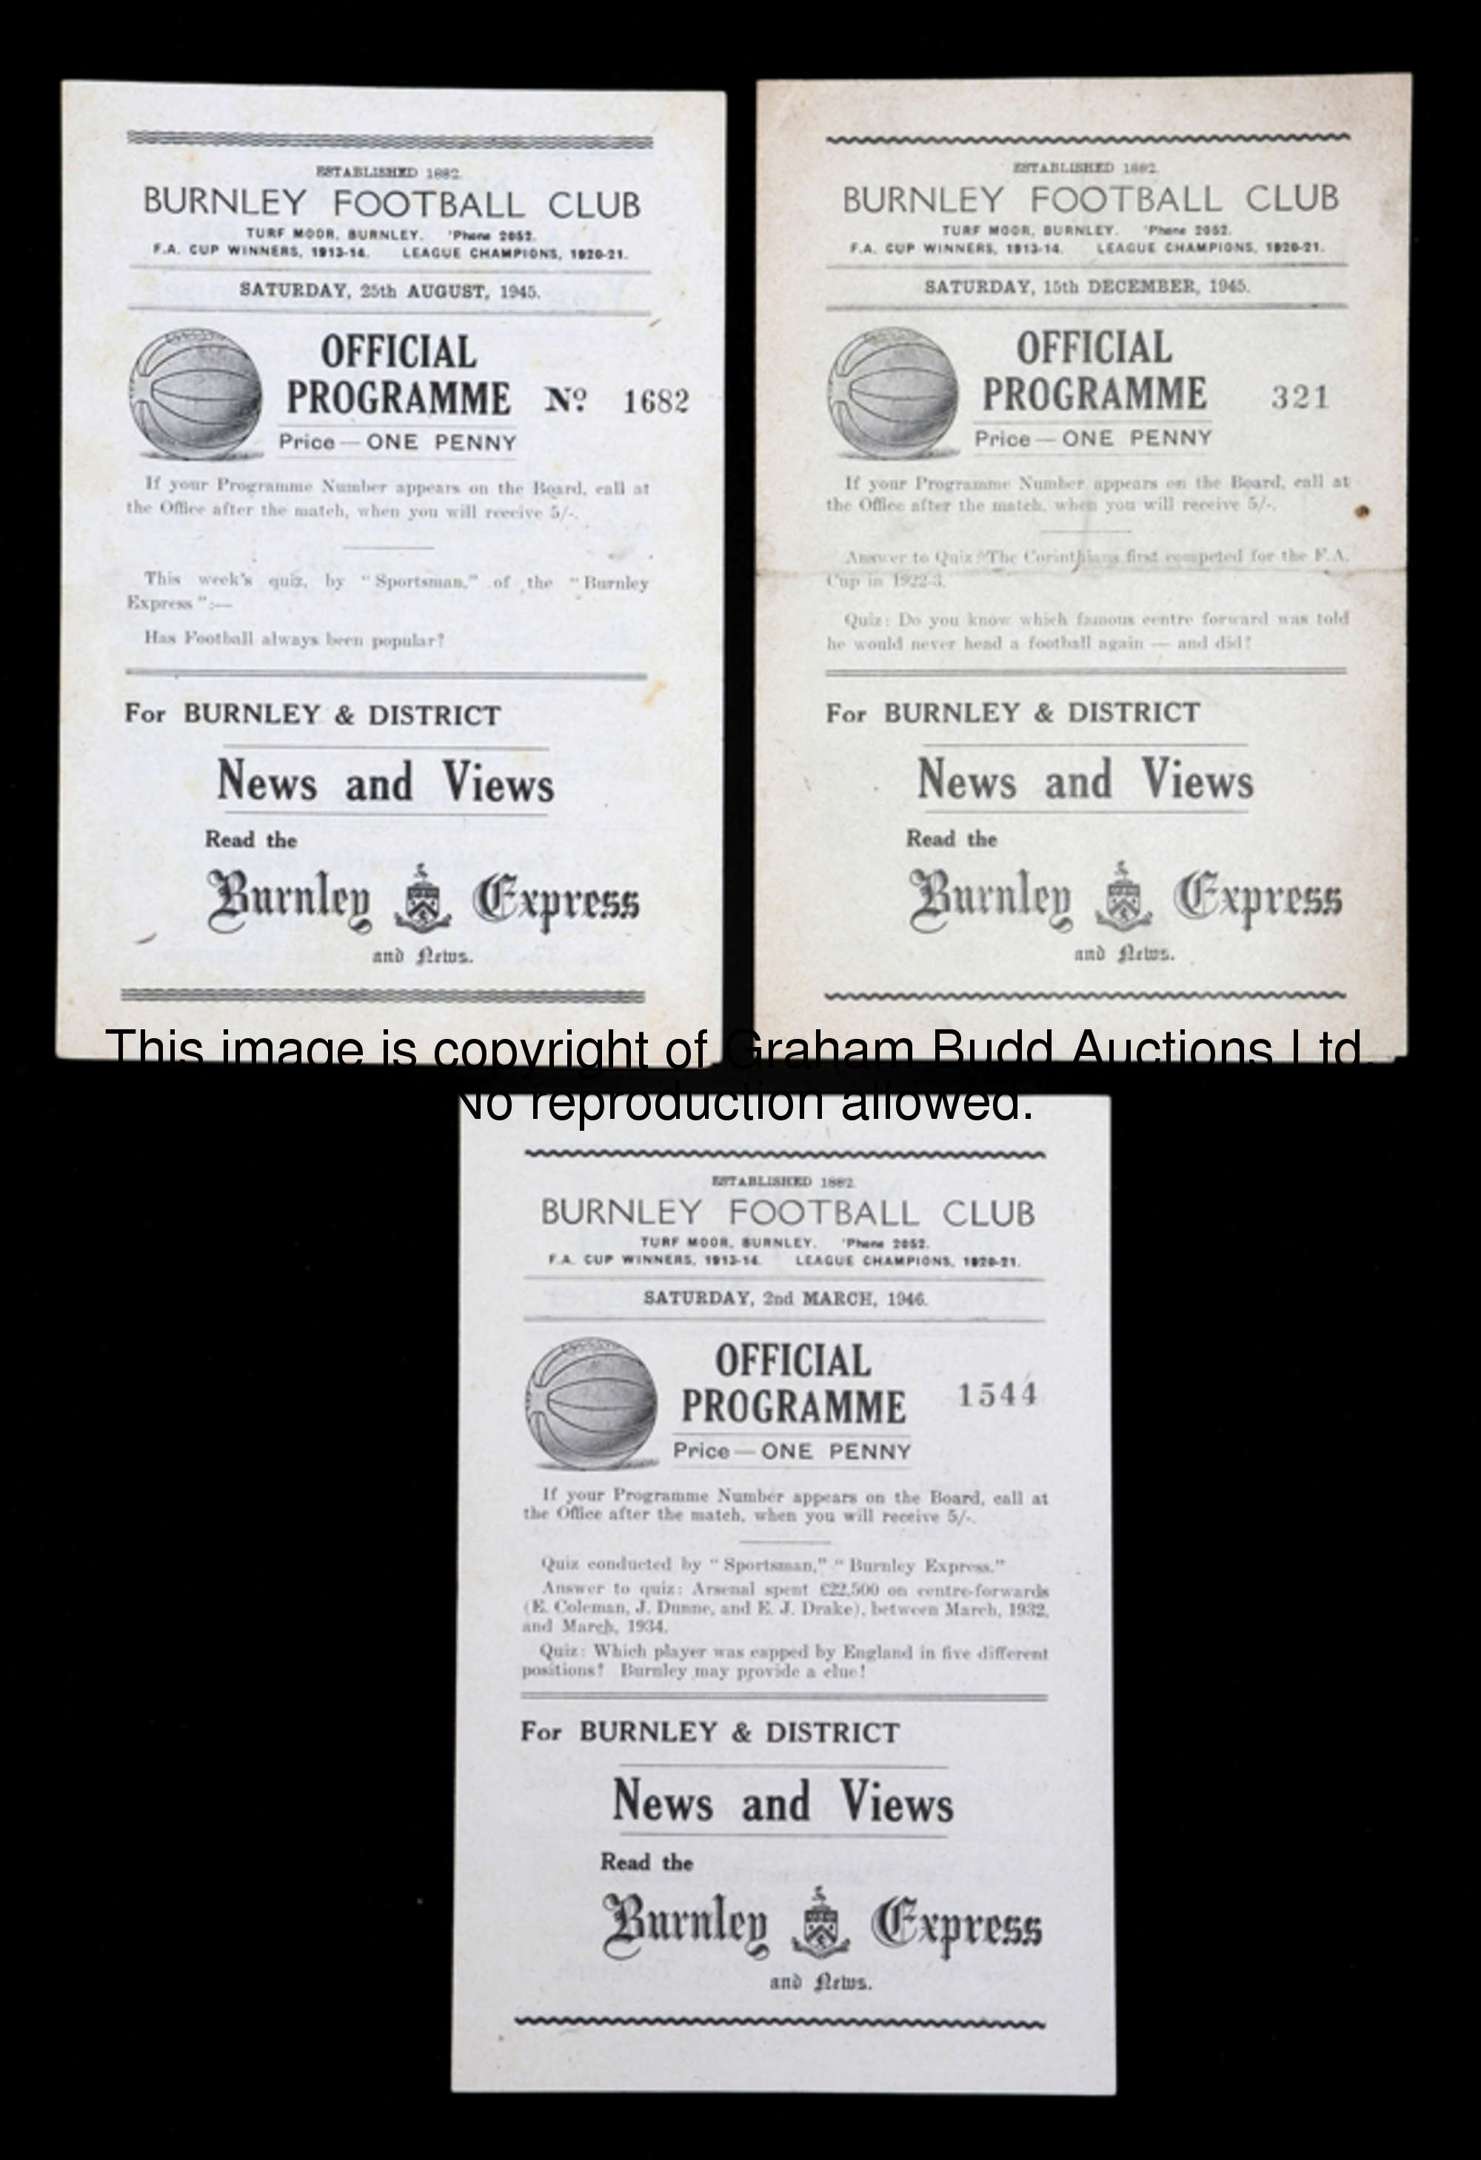 ESTABLISHED 1882.
BURNLEY FOOTBALL CLUB
TURF MOOR, BURNLEY. 'Phone 2052.
F.A. CUP WINNERS, 1913-14. LEAGUE CHAMPIONS, 1920-21.
SATURDAY, 25th AUGUST, 1945.
OFFICIAL
PROGRAMME Nº 1682
Price — ONE PENNY
If your Programme Number appears on the Board, call at
the Office after the match, when you will receive 5/-.
This week's quiz, by "Sportsman," of the "Burnley
Express":—
Has Football always been popular?
For BURNLEY & DISTRICT
News and Views
Read the
Burnley Express
and News.
ESTABLISHED 1882.
BURNLEY FOOTBALL CLUB
TURF MOOR, BURNLEY. 'Phone 2052.
F.A. CUP WINNERS, 1913-14. LEAGUE CHAMPIONS, 1920-21.
SATURDAY, 15th DECEMBER, 1945.
OFFICIAL
PROGRAMME 321
Price — ONE PENNY
If your Programme Number appears on the Board, call at
the Office after the match, when you will receive 5/-.
Answer to Quiz: The Corinthians first competed for the F.A.
Cup in 1922-3.
Quiz: Do you know which famous centre forward was told
he would never head a football again — and did?
For BURNLEY & DISTRICT
News and Views
Read the
Burnley Express
and News.
This image is copyright of Graham Budd Auctions Ltd.
No reproduction allowed.
ESTABLISHED 1882.
BURNLEY FOOTBALL CLUB
TURF MOOR, BURNLEY. 'Phone 2052.
F.A. CUP WINNERS, 1913-14. LEAGUE CHAMPIONS, 1920-21.
SATURDAY, 2nd MARCH, 1946.
OFFICIAL
PROGRAMME 1544
Price — ONE PENNY
If your Programme Number appears on the Board, call at
the Office after the match, when you will receive 5/-.
Quiz conducted by "Sportsman," "Burnley Express."
Answer to quiz: Arsenal spent £22,500 on centre-forwards
(E. Coleman, J. Dunne, and E. J. Drake), between March, 1932,
and March, 1934.
Quiz: Which player was capped by England in five different
positions? Burnley may provide a clue!
For BURNLEY & DISTRICT
News and Views
Read the
Burnley Express
and News.